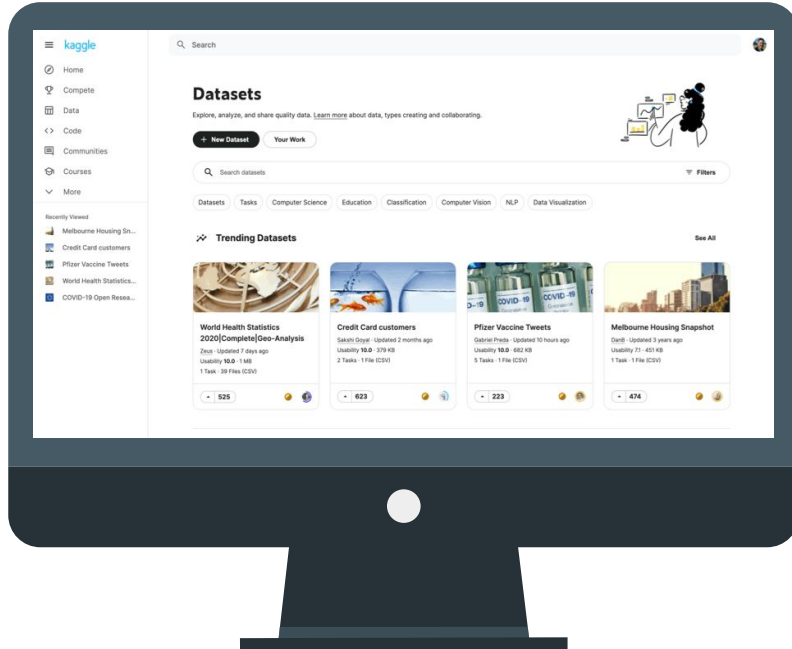 kaggle
Home
Compete
Data
Code
Communities
Courses
More
Recently Viewed
Melbourne Housing Sn...
Credit Card customers
Pfizer Vaccine Tweets
World Health Statistics...
COVID-19 Open Resea...
Search
Datasets
Explore, analyze, and share quality data. Learn more about data, types creating and collaborating.
+ New Dataset
Your Work
Search datasets
Filters
Datasets
Tasks
Computer Science
Education
Classification
Computer Vision
NLP
Data Visualization
Trending Datasets
See All
World Health Statistics
2020|Complete|Geo-Analysis
Zeus · Updated 7 days ago
Usability 10.0 · 1 MB
1 Task · 39 Files (CSV)
525
Credit Card customers
Sakshi Goyal · Updated 2 months ago
Usability 10.0 · 379 KB
2 Tasks · 1 File (CSV)
623
COVID-19
COVID-19
Pfizer Vaccine Tweets
Gabriel Preda · Updated 10 hours ago
Usability 10.0 · 682 KB
5 Tasks · 1 File (CSV)
223
Melbourne Housing Snapshot
DanB · Updated 3 years ago
Usability 7.1 · 451 KB
1 Task · 1 File (CSV)
474